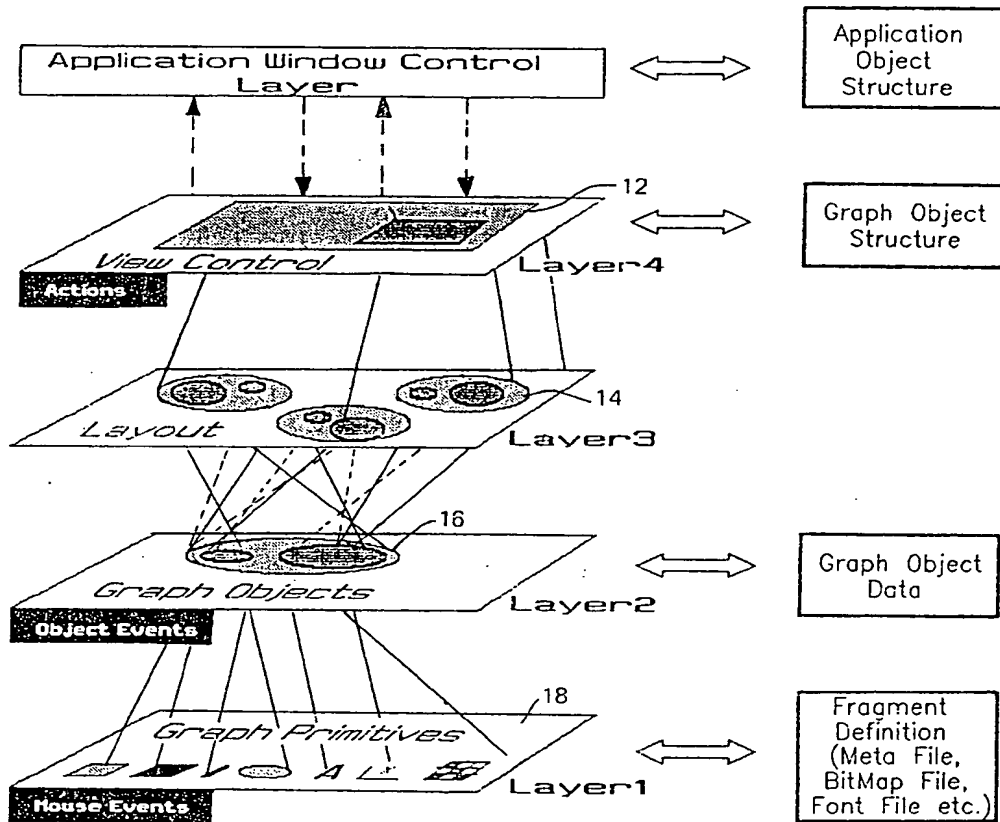 Application Window Control
Layer
Application
Object
Structure
12
View Control
Layer4
Actions
Graph Object
Structure
14
Layout
Layer3
16
Graph Objects
Layer2
Object Events
Graph Object
Data
18
Graph Primitives
A
Layer1
Mouse Events
Fragment
Definition
(Meta File,
BitMap File,
Font File etc.)